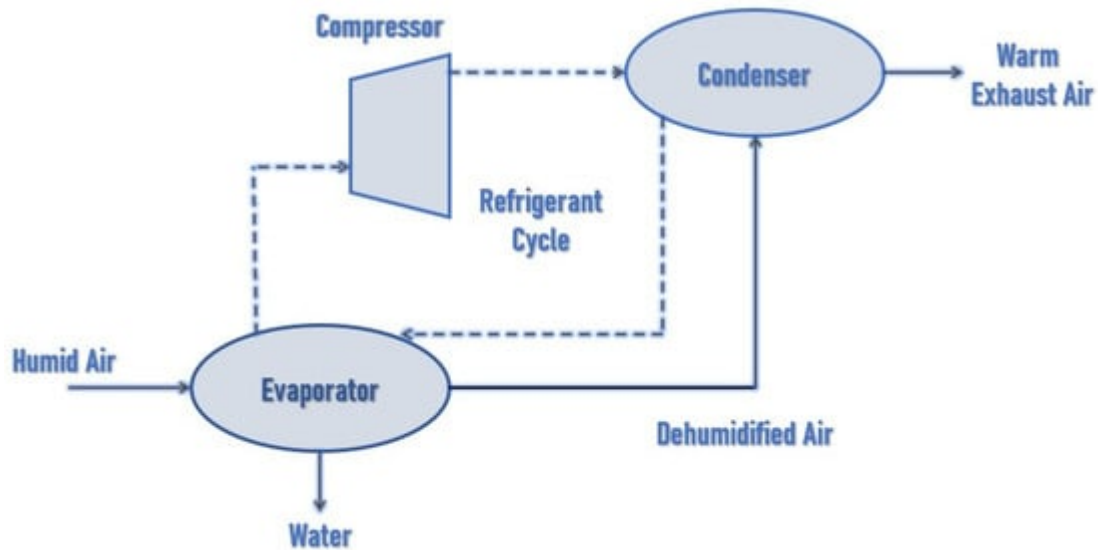 Compressor
Condenser
Warm
Exhaust Air
Refrigerant
Cycle
Humid Air
Evaporator
Dehumidified Air
Water